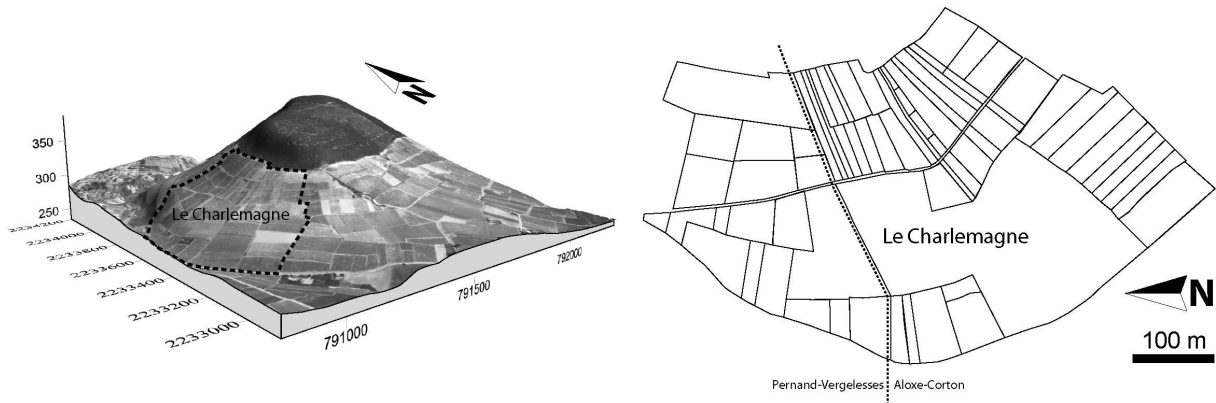 N
350
300
250
Le Charlemagne
2234200
2234000
2233800
2233600
2233400
2233200
2233000
791000
791500
792000
Le Charlemagne
N
100 m
Pernand-Vergelesses
Aloxe-Corton